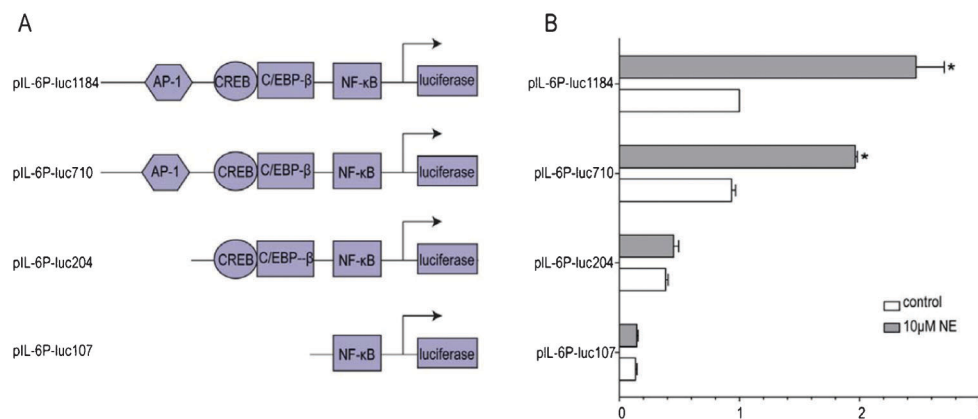 A
pIL-6P-luc1184
AP-1
CREB
C/EBP-β
NF-κB
luciferase
pIL-6P-luc710
AP-1
CREB
C/EBP-β
NF-κB
luciferase
pIL-6P-luc204
CREB
C/EBP--β
NF-κB
luciferase
pIL-6P-luc107
NF-κB
luciferase
B
pIL-6P-luc1184
*
pIL-6P-luc710
*
pIL-6P-luc204
pIL-6P-luc107
control
10μM NE
0 1 2